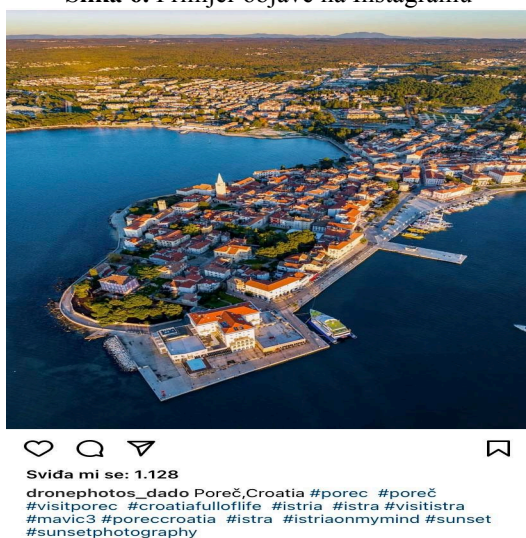 Slika 6. Primjer objave na Instagramu
Sviđa mi se: 1.128
dronephotos_dado Poreč,Croatia #porec #poreč
#visitporec #croatiafulloflife #istria #istra #visitistra
#mavic3 #poreccroatia #istra #istriaonmymind #sunset
#sunsetphotography